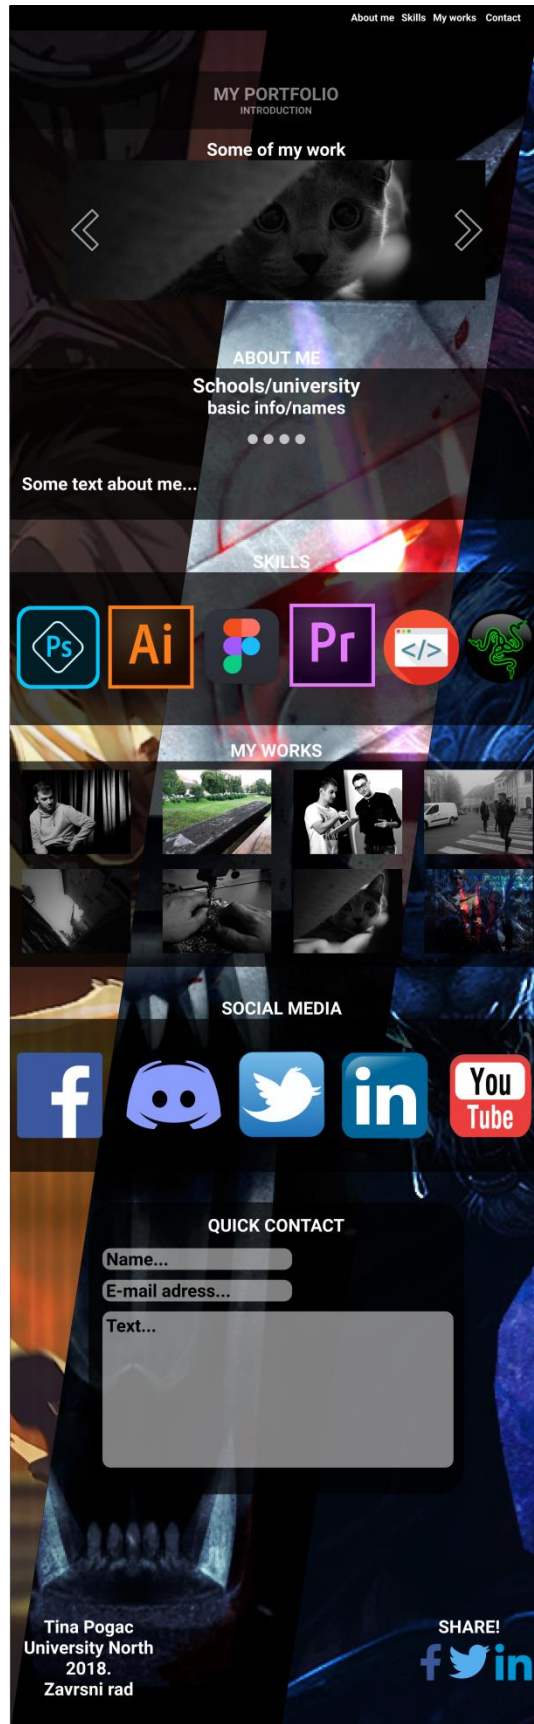 About me Skills My works Contact
MY PORTFOLIO
INTRODUCTION
Some of my work
ABOUT ME
Schools/university
basic info/names
Some text about me...
SKILLS
Ps Ai Pr </>
MY WORKS
SOCIAL MEDIA
f in You
Tube
QUICK CONTACT
Name...
E-mail adress...
Text...
Tina Pogac
University North
2018.
Zavrsni rad
SHARE!
f in